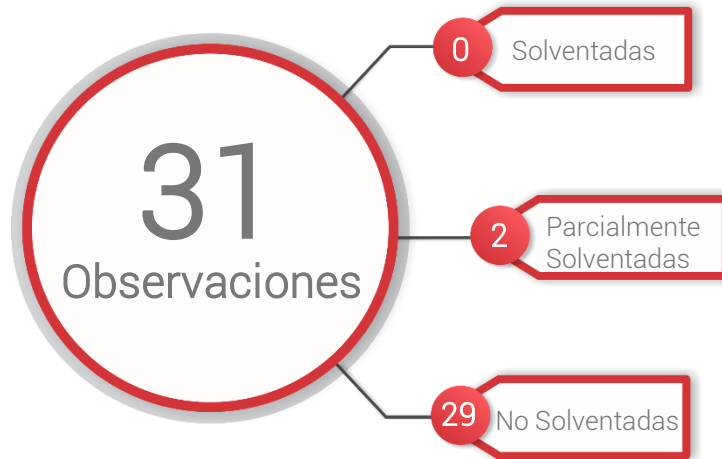 31
Observaciones
0
Solventadas
2
Parcialmente
Solventadas
29
No Solventadas